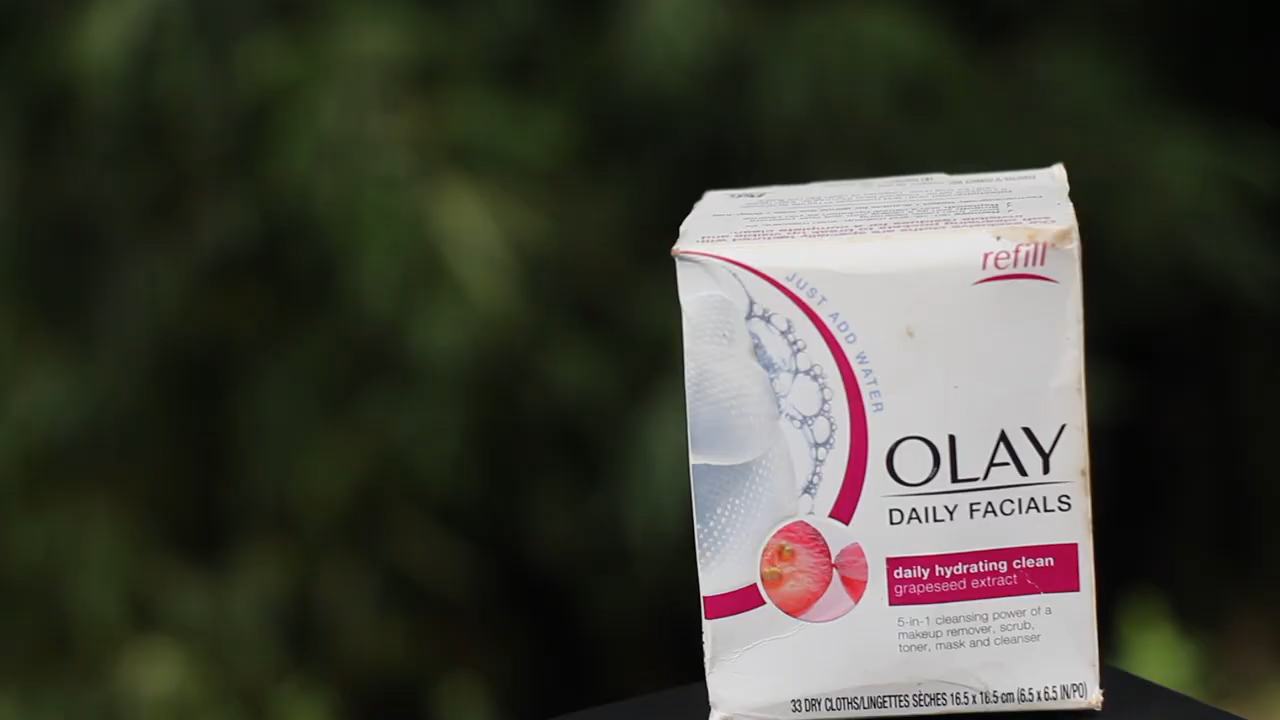 refill
JUST ADD WATER
OLAY
DAILY FACIALS
daily hydrating clean
grapeseed extract
5-in-1 cleansing power of a
makeup remover, scrub,
toner, mask and cleanser
33 DRY CLOTHS/LINGETTES SÈCHES 16.5 x 16.5 cm (6.5 x 6.5 IN/PO)